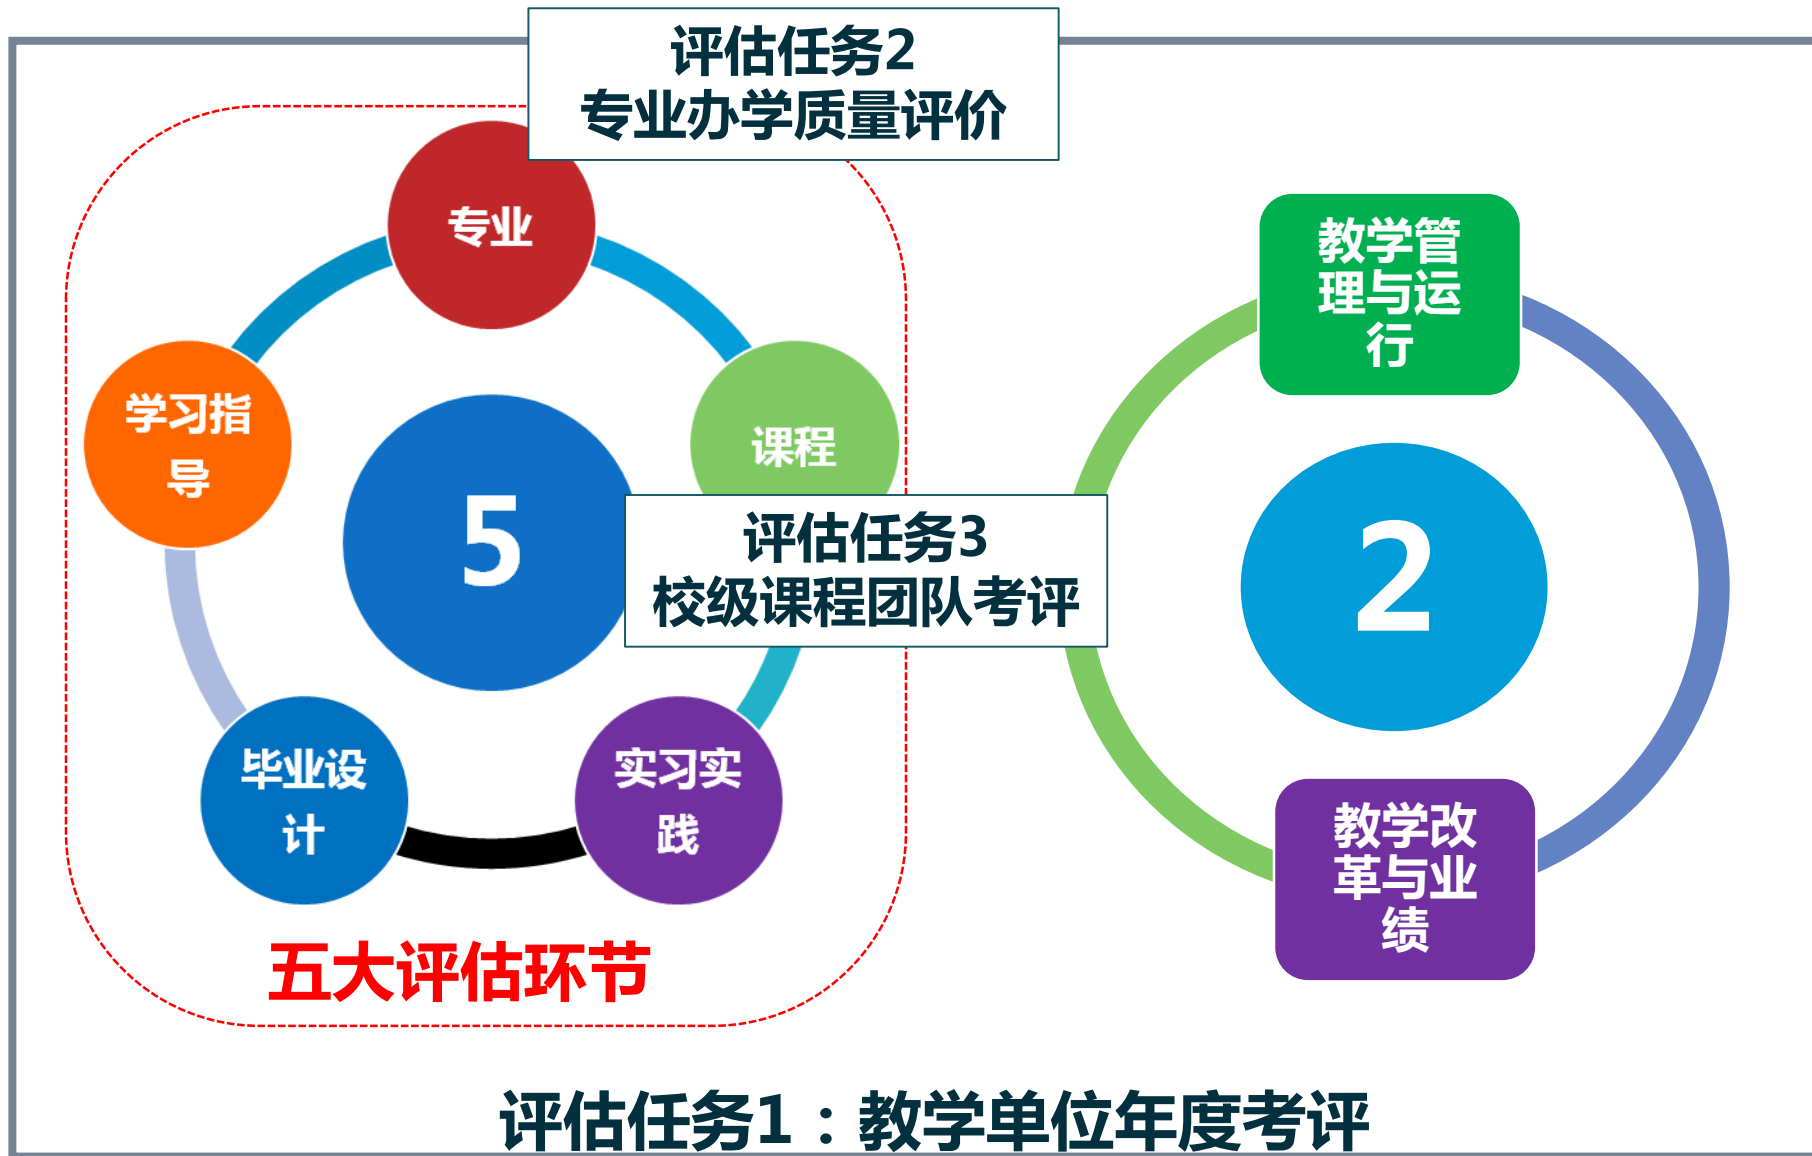 评估任务2
专业办学质量评价
专业
学习指
导
课程
5
评估任务3
校级课程团队考评
毕业设
计
实习实
践
五大评估环节
教学管
理与运
行
2
教学改
革与业
绩
评估任务1：教学单位年度考评